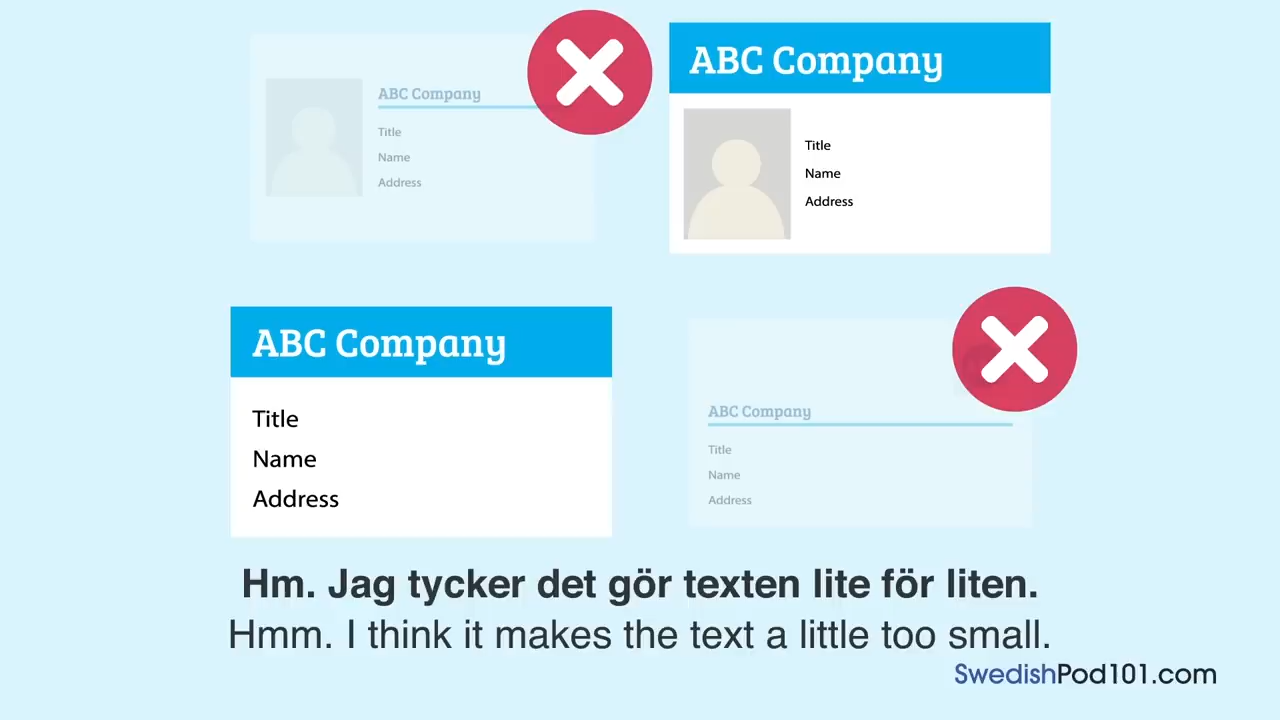 ABC Company
Title
Name
Address
ABC Company
Title
Name
Address
ABC Company
Title
Name
Address
ABC Company
Title
Name
Address
Hm. Jag tycker det gör texten lite för liten.
Hmm. I think it makes the text a little too small.
SwedishPod101.com